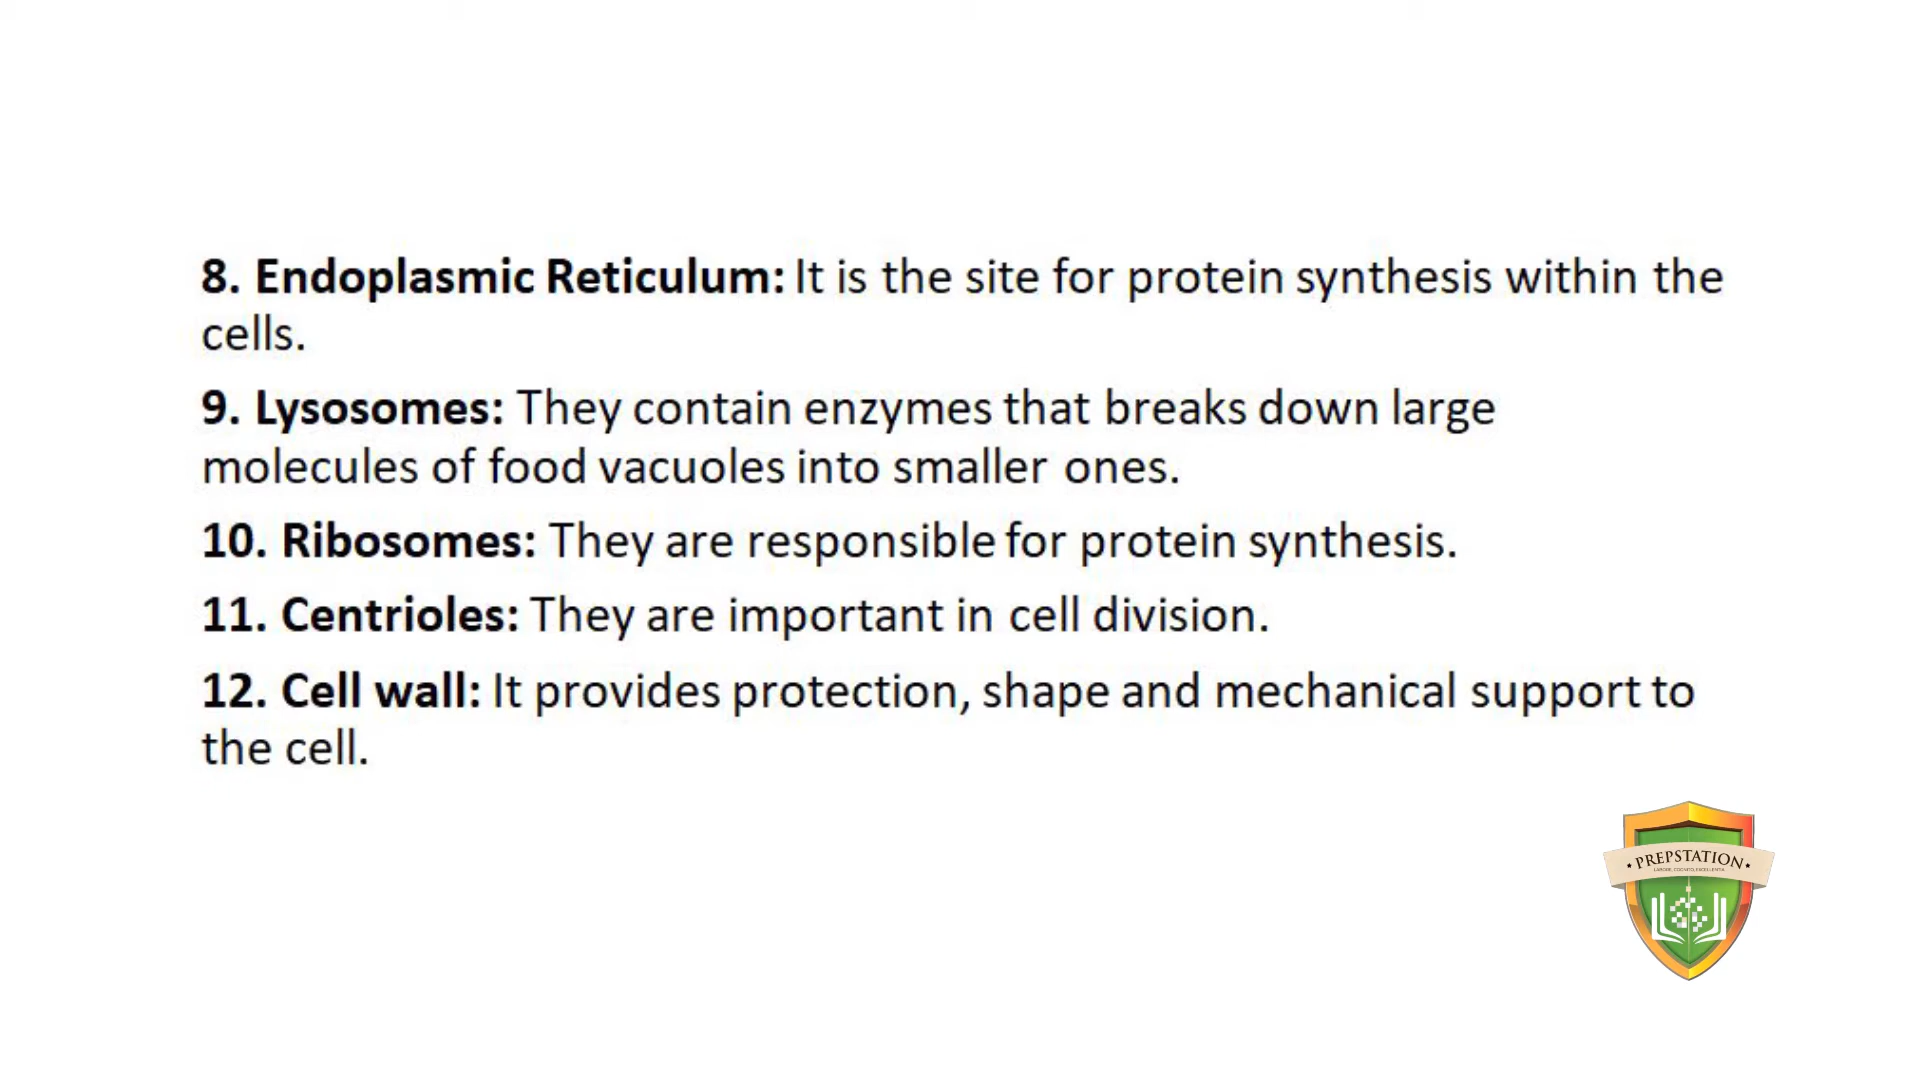 8. Endoplasmic Reticulum: It is the site for protein synthesis within the
cells.
9. Lysosomes: They contain enzymes that breaks down large
molecules of food vacuoles into smaller ones.
10. Ribosomes: They are responsible for protein synthesis.
11. Centrioles: They are important in cell division.
12. Cell wall: It provides protection, shape and mechanical support to
the cell.
PREPSTATION